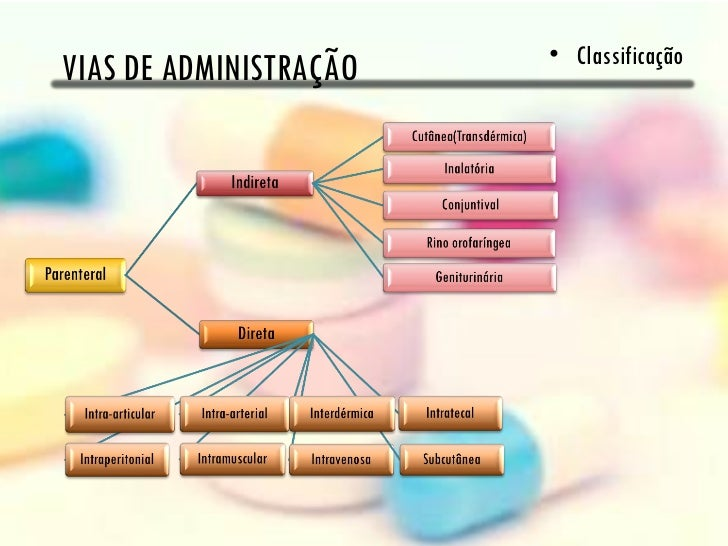 VIAS DE ADMINISTRAÇÃO
• Classificação
Cutânea(Transdérmica)
Inalatória
Indireta
Conjuntival
Rino orofaríngea
Parenteral
Geniturinária
Direta
Intra-articular
Intra-arterial
Interdérmica
Intratecal
Intraperitonial
Intramuscular
Intravenosa
Subcutânea